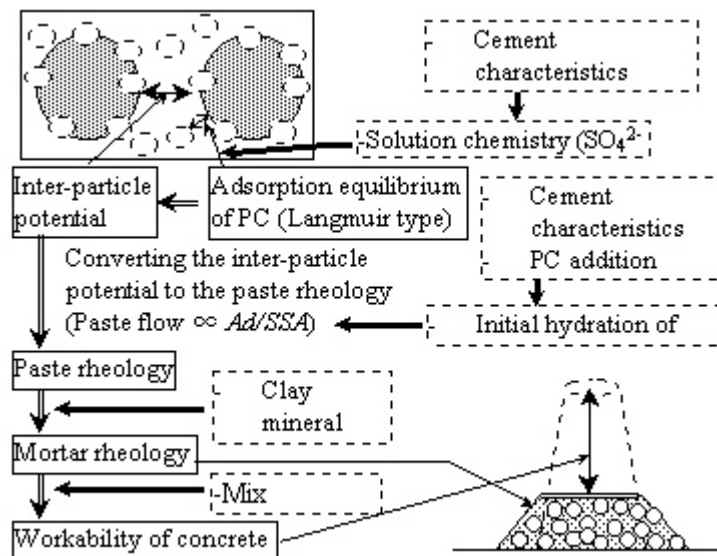 - Cement
characteristics
-Solution chemistry (SO₄²⁻
Inter-particle
potential
Adsorption equilibrium
of PC (Langmuir type)
- Cement
characteristics
- PC addition
Converting the inter-particle
potential to the paste rheology
(Paste flow ∞ Ad/SSA)
- Initial hydration of
Paste rheology
- Clay
mineral
Mortar rheology
-Mix
Workability of concrete